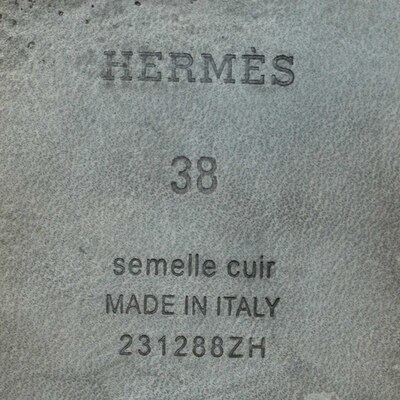 HERMÈS
38
semelle cuir
MADE IN ITALY
231288ZH